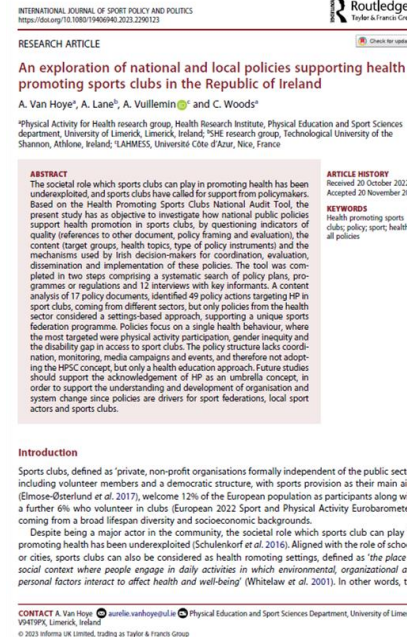 INTERNATIONAL JOURNAL OF SPORT POLICY AND POLITICS
https://doi.org/10.1080/19406940.2023.2290123
Routledge
Taylor & Francis Gro
RESEARCH ARTICLE
Check for upda
An exploration of national and local policies supporting health
promoting sports clubs in the Republic of Ireland
A. Van Hoyeᵃ, A. Laneᵇ, A. Vuilleminᶜ and C. Woodsᵃ
ᵃPhysical Activity for Health research group, Health Research Institute, Physical Education and Sport Sciences
department, University of Limerick, Limerick, Ireland; ᵇSHE research group, Technological University of the
Shannon, Athlone, Ireland; ᶜLAHMESS, Université Côte d'Azur, Nice, France
ABSTRACT
The societal role which sports clubs can play in promoting health has been
underexploited, and sports clubs have called for support from policymakers.
Based on the Health Promoting Sports Clubs National Audit Tool, the
present study has as objective to investigate how national public policies
support health promotion in sports clubs, by questioning indicators of
quality (references to other document, policy framing and evaluation), the
content (target groups, health topics, type of policy instruments) and the
mechanisms used by Irish decision-makers for coordination, evaluation,
dissemination and implementation of these policies. The tool was com-
pleted in two steps comprising a systematic search of policy plans, pro-
grammes or regulations and 12 interviews with key informants. A content
analysis of 17 policy documents, identified 49 policy actions targeting HP in
sport clubs, coming from different sectors, but only policies from the health
sector considered a settings-based approach, supporting a unique sports
federation programme. Policies focus on a single health behaviour, where
the most targeted were physical activity participation, gender inequity and
the disability gap in access to sport clubs. The policy structure lacks coordi-
nation, monitoring, media campaigns and events, and therefore not adopt-
ing the HPSC concept, but only a health education approach. Future studies
should support the acknowledgement of HP as an umbrella concept, in
order to support the understanding and development of organisation and
system change since policies are drivers for sport federations, local sport
actors and sports clubs.
ARTICLE HISTORY
Received 20 October 2022
Accepted 20 November 20
KEYWORDS
Health promoting sports
clubs; policy; sport; health
all policies
Introduction
Sports clubs, defined as 'private, non-profit organisations formally independent of the public sect
including volunteer members and a democratic structure, with sports provision as their main ai
(Elmose-Østerlund et al. 2017), welcome 12% of the European population as participants along wi
a further 6% who volunteer in clubs (European 2022 Sport and Physical Activity Eurobaromete
coming from a broad lifespan diversity and socioeconomic backgrounds.
Despite being a major actor in the community, the societal role which sports club can play
promoting health has been underexploited (Schulenkorf et al. 2016). Aligned with the role of schoo
or cities, sports clubs can also be considered as health romoting settings, defined as 'the place
social context where people engage in daily activities in which environmental, organizational a
personal factors interact to affect health and well-being' (Whitelaw et al. 2001). In other words, t
CONTACT A. Van Hoye aurelie.vanhoye@ul.ie Physical Education and Sport Sciences Department, University of Lime
V94T9PX, Limerick, Ireland
© 2023 Informa UK Limited, trading as Taylor & Francis Group